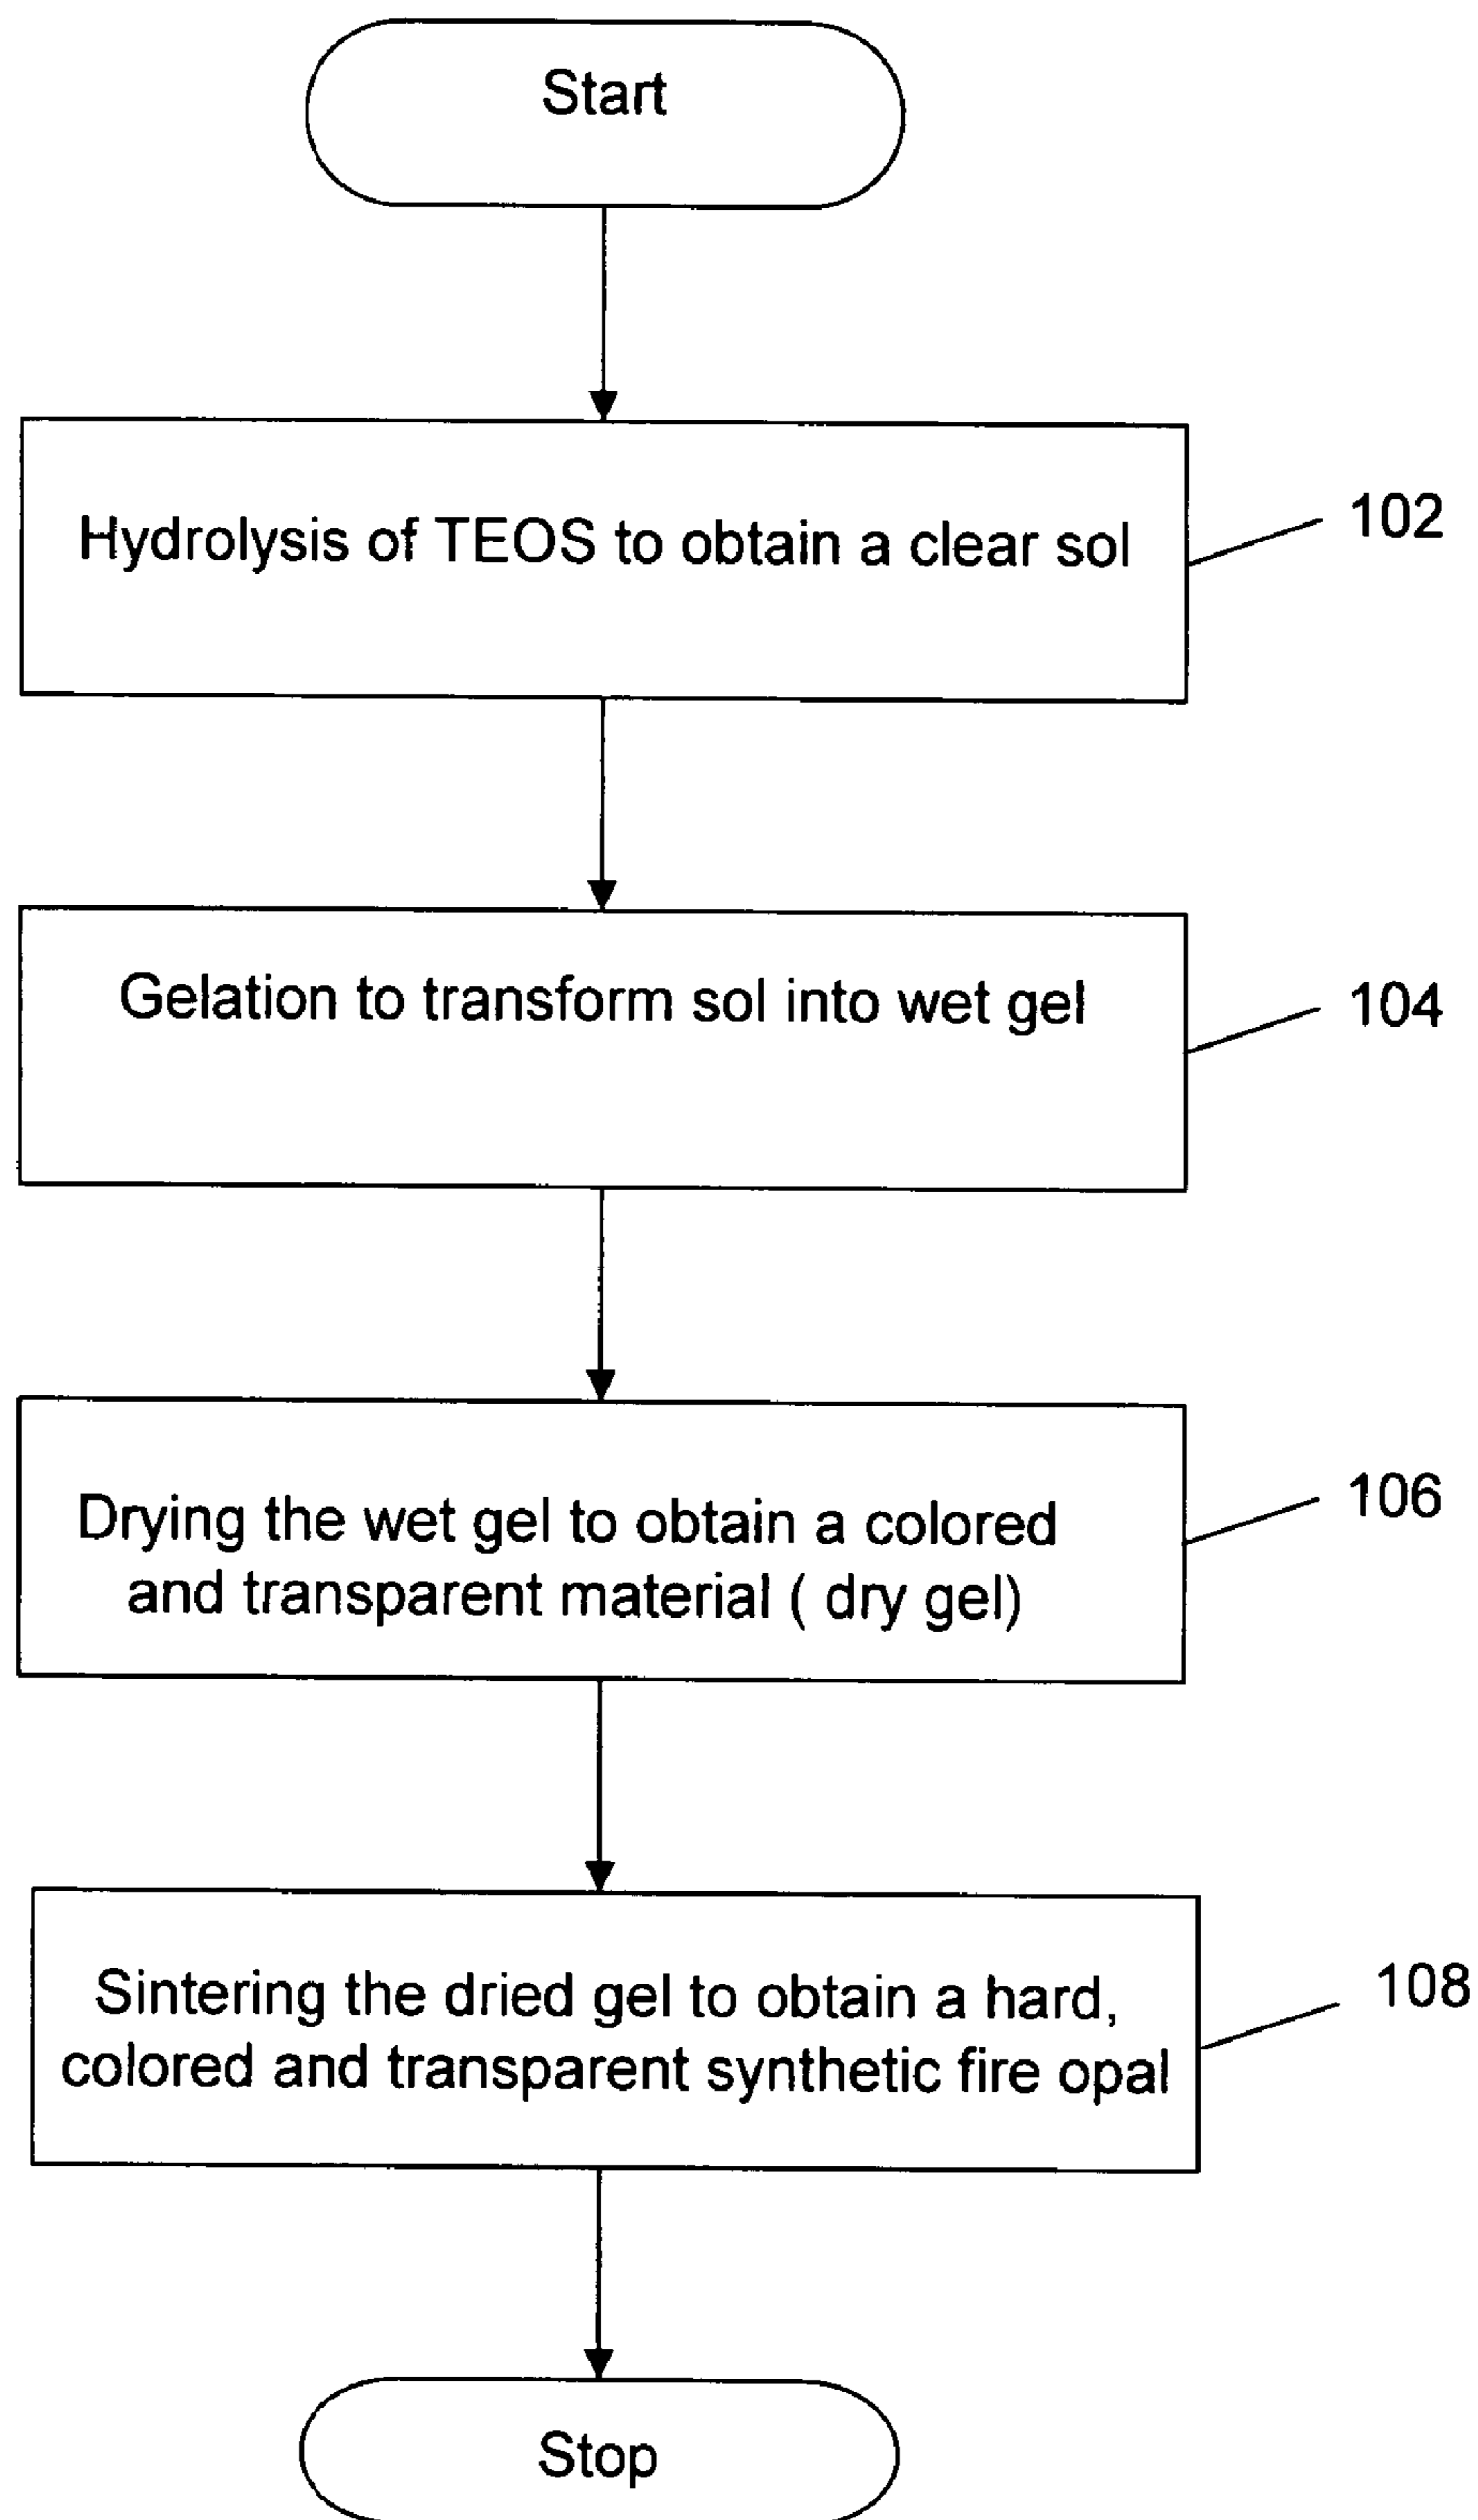 Start
Hydrolysis of TEOS to obtain a clear sol
102
Gelation to transform sol into wet gel
104
Drying the wet gel to obtain a colored
and transparent material ( dry gel)
106
Sintering the dried gel to obtain a hard,
colored and transparent synthetic fire opal
108
Stop